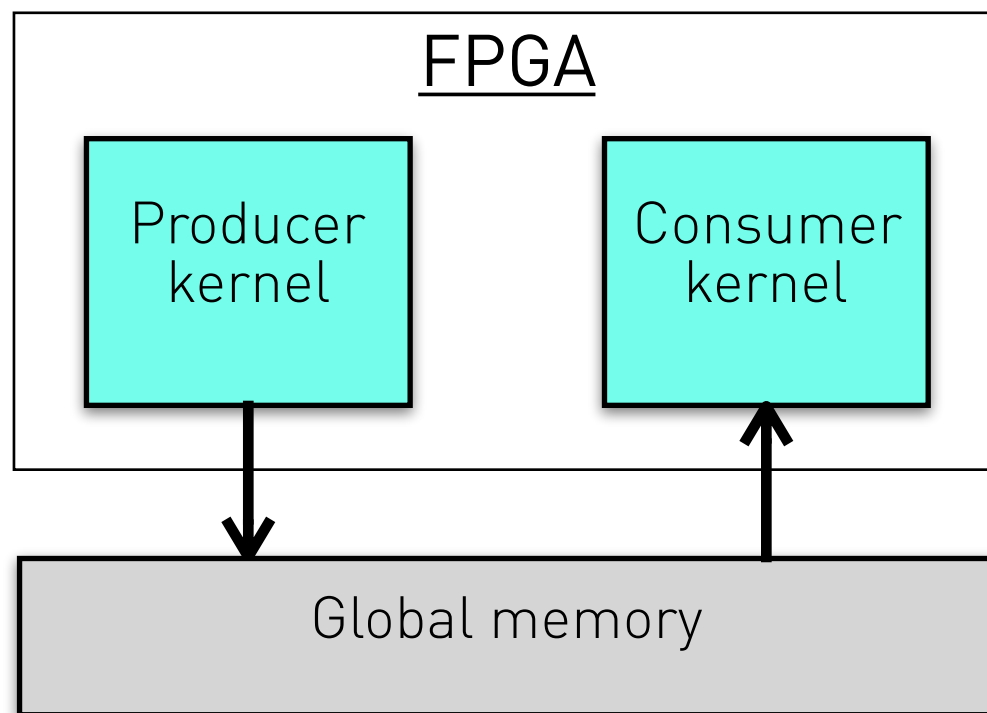 FPGA
Producer
kernel
Consumer
kernel
Global memory